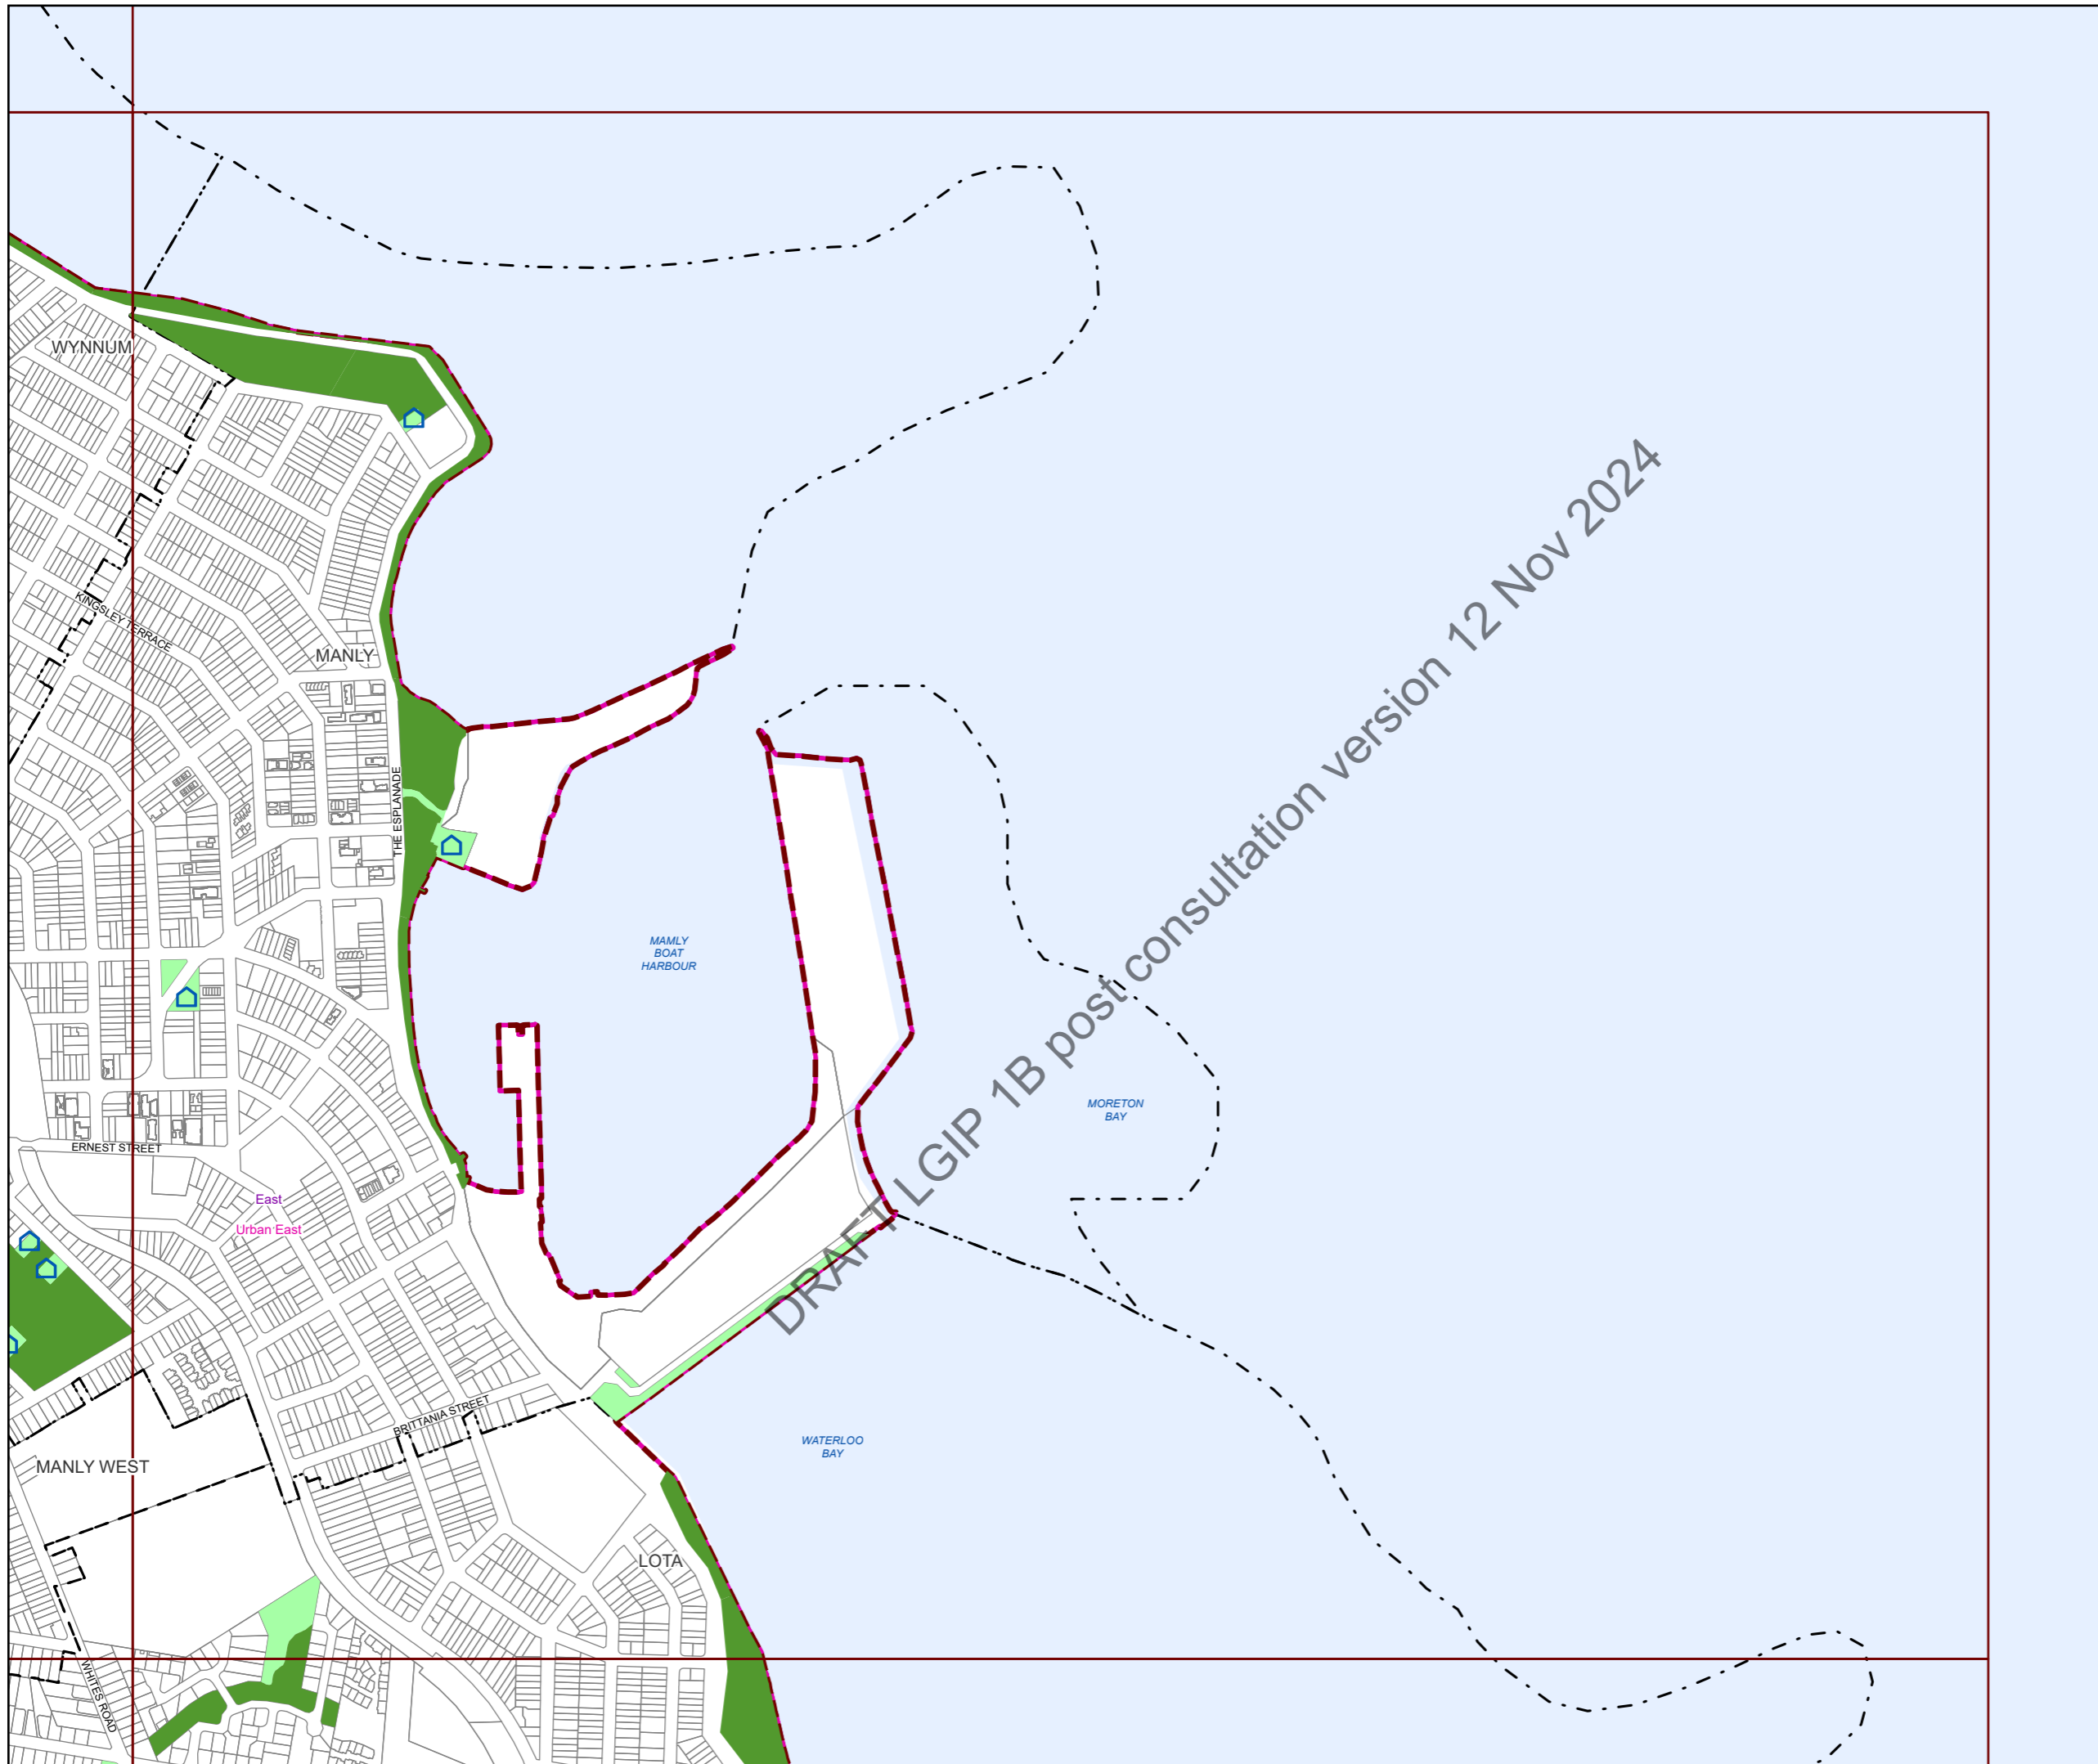 WYNNUM
KINGSLEY TERRACE
MANLY
THE ESPLANADE
DRAFT LGIP 1B post consultation version 12 Nov 2024
MAMLY
BOAT
HARBOUR
MORETON
BAY
ERNEST STREET
East
Urban East
BRITTANIA STREET
WATERLOO
BAY
MANLY WEST
LOTA
WHITES ROAD